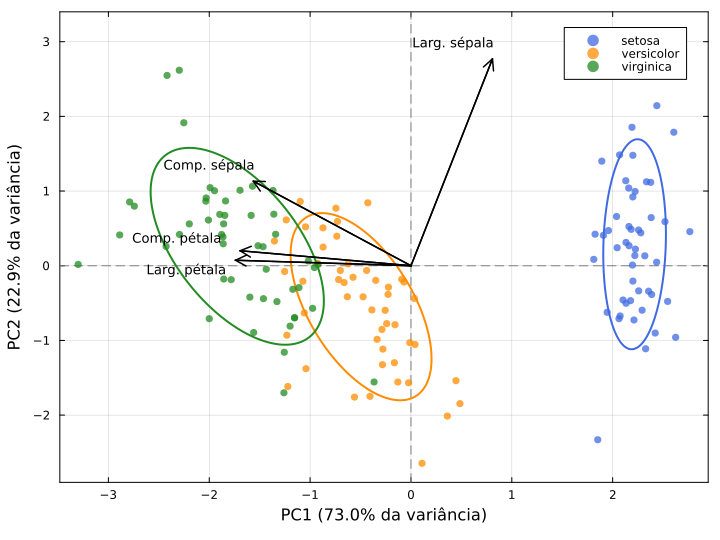 3
2
1
0
−1
−2
PC2 (22.9% da variância)
Larg. sépala
setosa
versicolor
virginica
Comp. sépala
Comp. pétala
Larg. pétala
−3 −2 −1 0 1 2
PC1 (73.0% da variância)